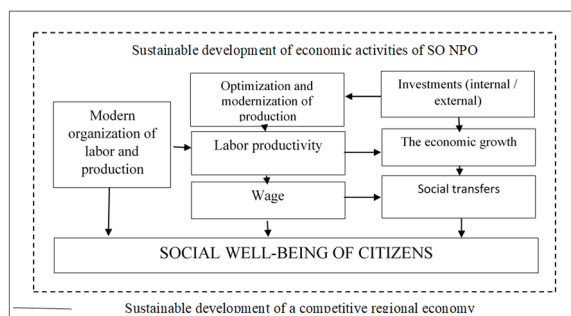 Sustainable development of economic activities of SO NPO
Optimization and
modernization of
production
Investments (internal /
external)
Modern
organization of
labor and
production
Labor productivity
The economic growth
Wage
Social transfers
SOCIAL WELL-BEING OF CITIZENS
Sustainable development of a competitive regional economy